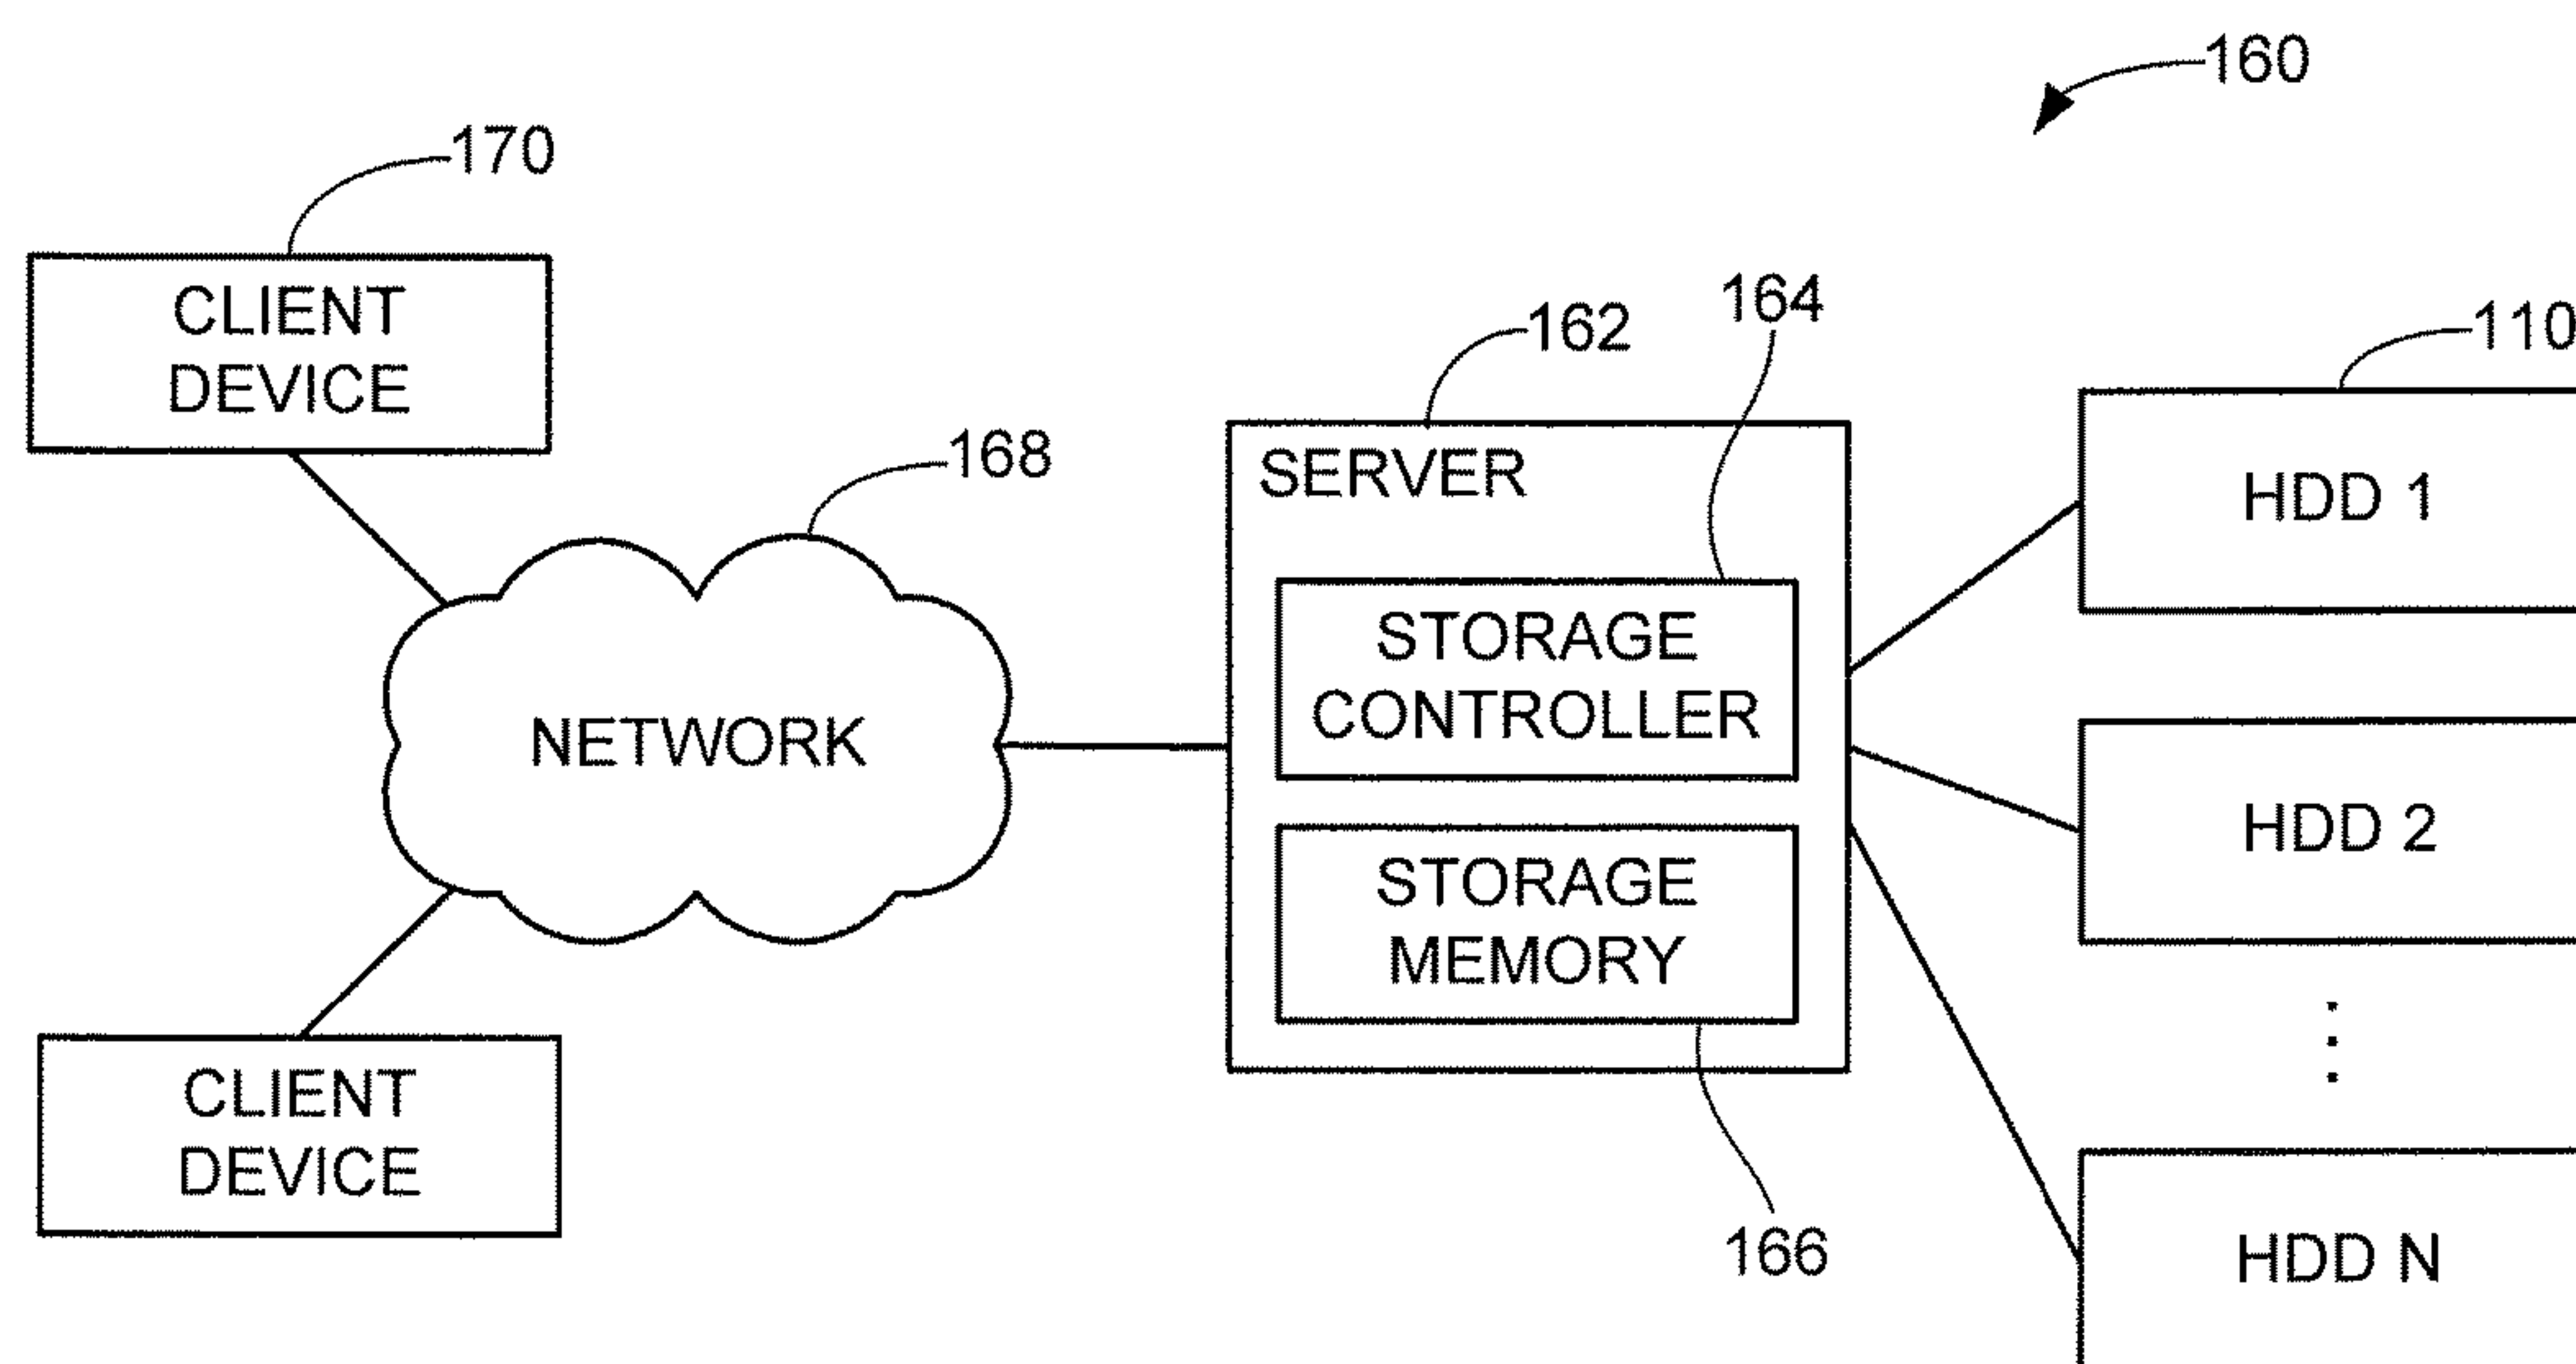 160
170
CLIENT
DEVICE
168
NETWORK
CLIENT
DEVICE
162
164
SERVER
STORAGE
CONTROLLER
STORAGE
MEMORY
166
110
HDD 1
HDD 2
HDD N